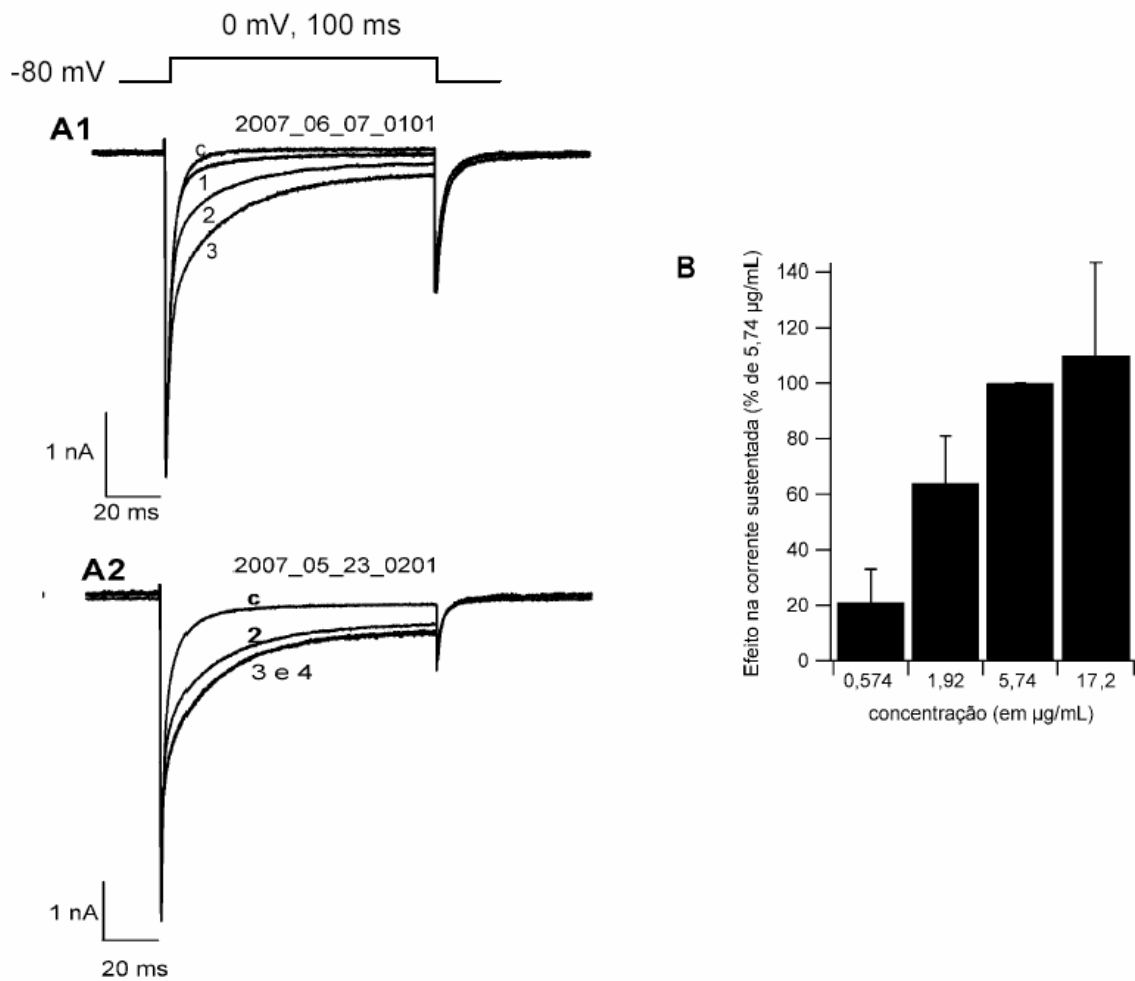 0 mV, 100 ms
-80 mV
A1
2007_06_07_0101
c
1
2
3
1 nA
20 ms
A2
2007_05_23_0201
c
2
3 e 4
1 nA
20 ms
B
Efeito na corrente sustentada (% de 5,74 µg/mL)
140
120
100
80
60
40
20
0
0,574 1,92 5,74 17,2
concentração (em µg/mL)